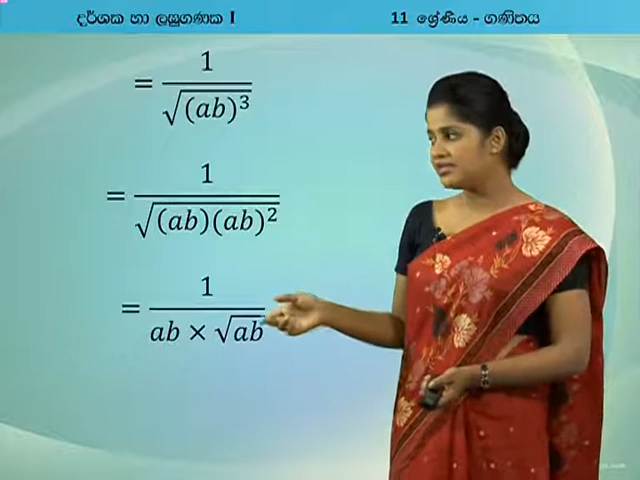 දර්ශක හා ලඝුගණක I
11 ශ්‍රේණිය - ගණිතය
= 1/√(ab)³
= 1/√(ab)(ab)²
= 1/ab × √ab